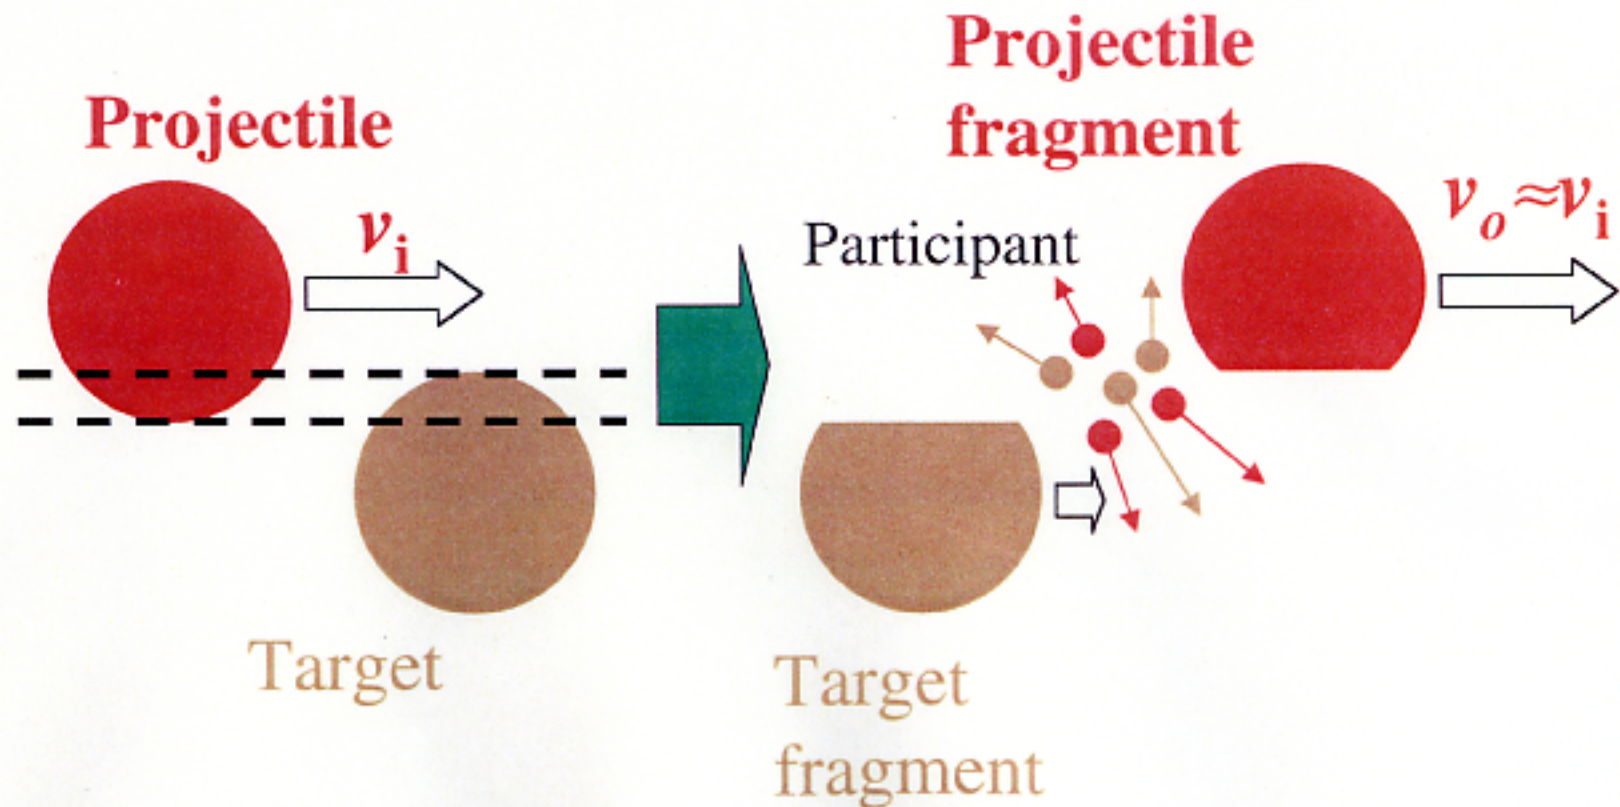 Projectile
v_i
Target
Projectile
fragment
v_o≈v_i
Participant
Target
fragment